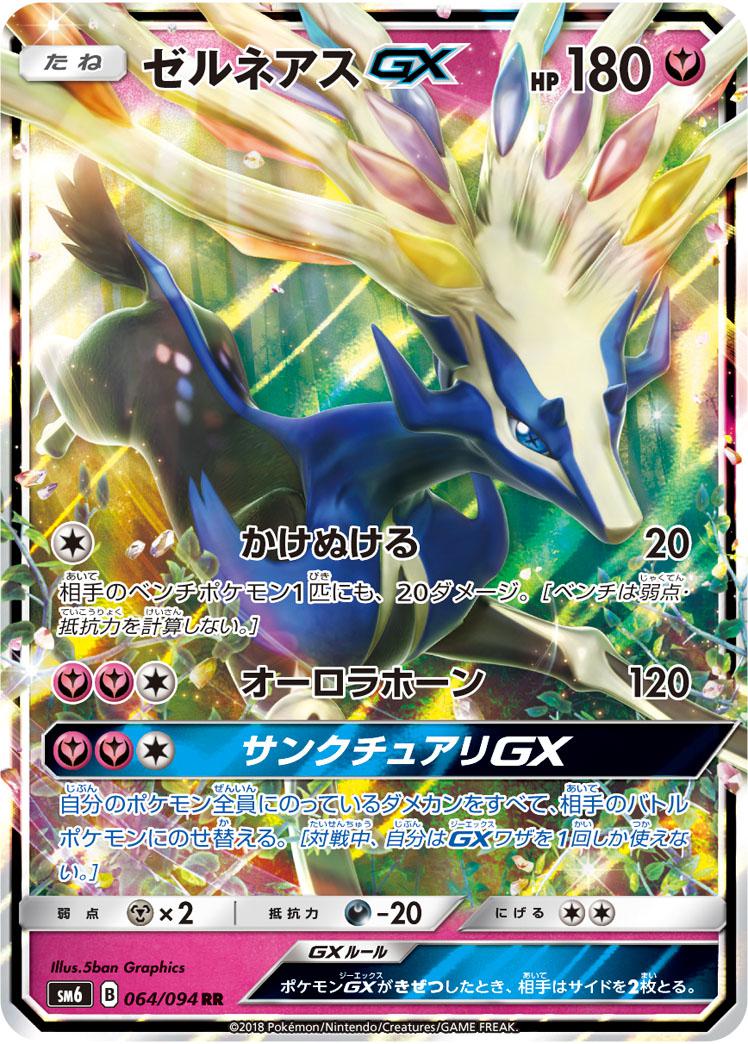 たね ゼルネアスGX HP 180
かけぬける 20
相手のベンチポケモン1匹にも、20ダメージ。[ベンチは弱点・
抵抗力を計算しない。]
オーロラホーン 120
サンクチュアリGX
自分のポケモン全員にのっているダメカンをすべて、相手のバトル
ポケモンにのせ替える。[対戦中、自分はGXワザを1回しか使えな
い。]
弱点 ×2 抵抗力 -20 にげる
Illus.5ban Graphics
GXルール
ポケモンGXがきぜつしたとき、相手はサイドを2枚とる。
SM6 B 064/094 RR
©2018 Pokémon/Nintendo/Creatures/GAME FREAK.